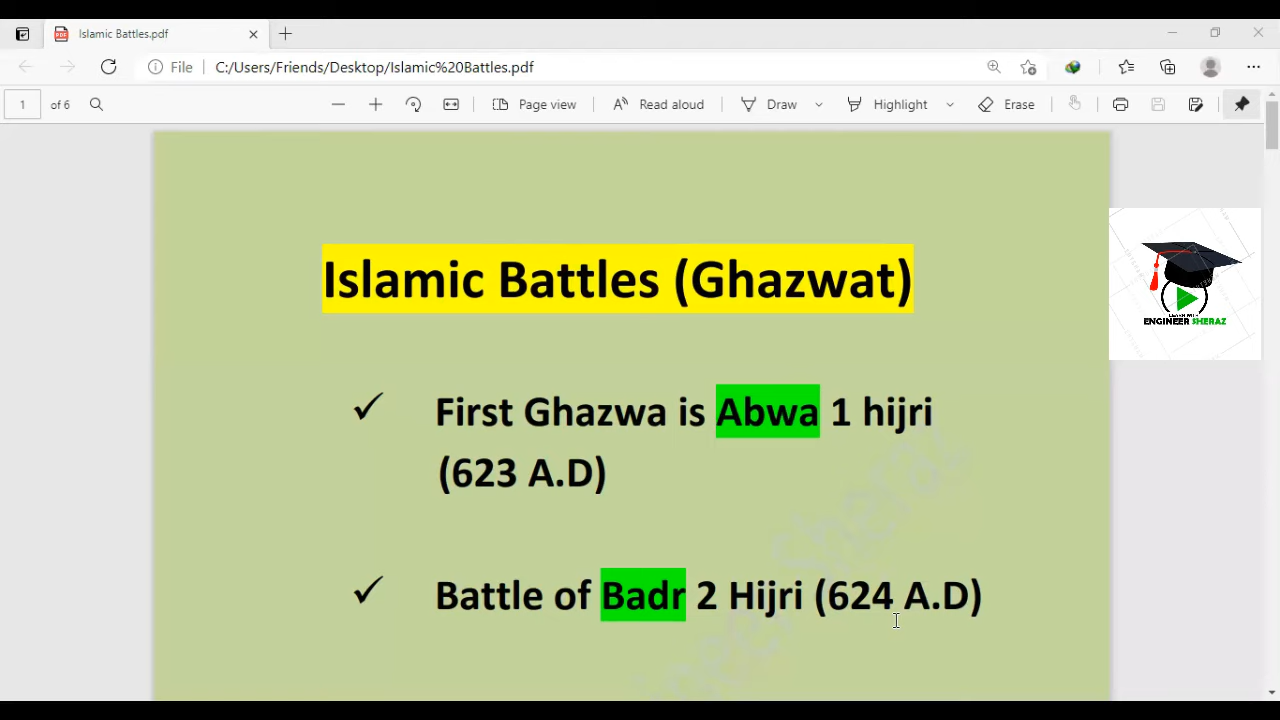 Islamic Battles.pdf
File C:/Users/Friends/Desktop/Islamic%20Battles.pdf
1 of 6 Page view Read aloud Draw Highlight Erase
Islamic Battles (Ghazwat)
LEARN WITH
ENGINEER SHERAZ
✓ First Ghazwa is Abwa 1 hijri
(623 A.D)
✓ Battle of Badr 2 Hijri (624 A.D)